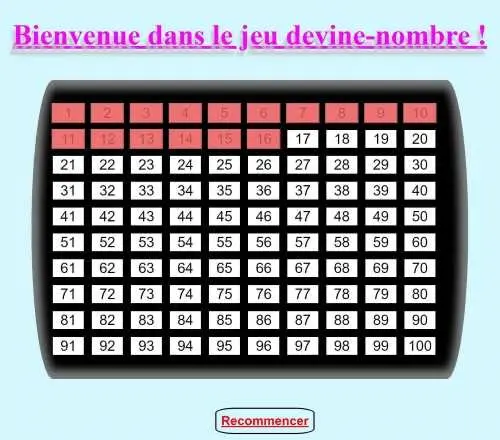 Bienvenue dans le jeu devine-nombre !
1 2 3 4 5 6 7 8 9 10
11 12 13 14 15 16 17 18 19 20
21 22 23 24 25 26 27 28 29 30
31 32 33 34 35 36 37 38 39 40
41 42 43 44 45 46 47 48 49 50
51 52 53 54 55 56 57 58 59 60
61 62 63 64 65 66 67 68 69 70
71 72 73 74 75 76 77 78 79 80
81 82 83 84 85 86 87 88 89 90
91 92 93 94 95 96 97 98 99 100
Recommencer